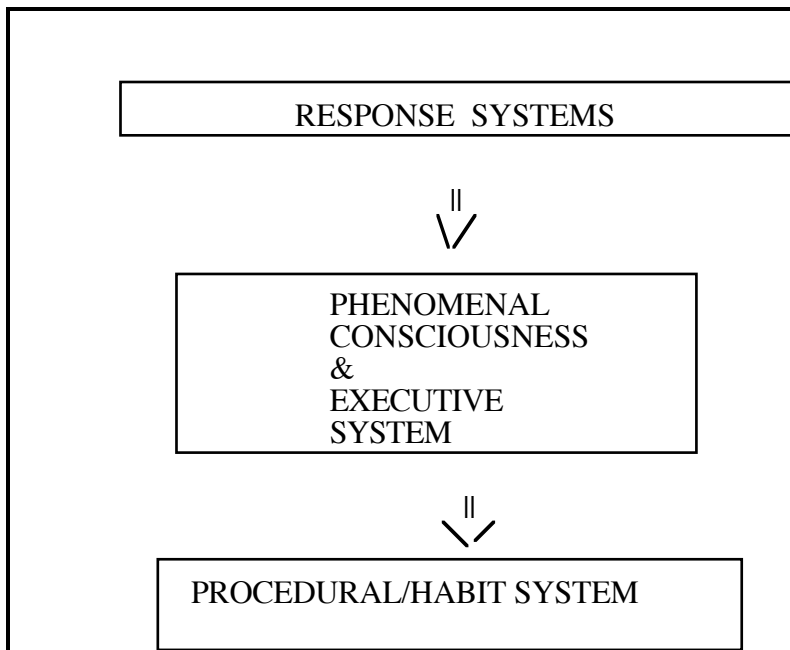 RESPONSE SYSTEMS
PHENOMENAL
CONSCIOUSNESS
&
EXECUTIVE
SYSTEM
PROCEDURAL/HABIT SYSTEM